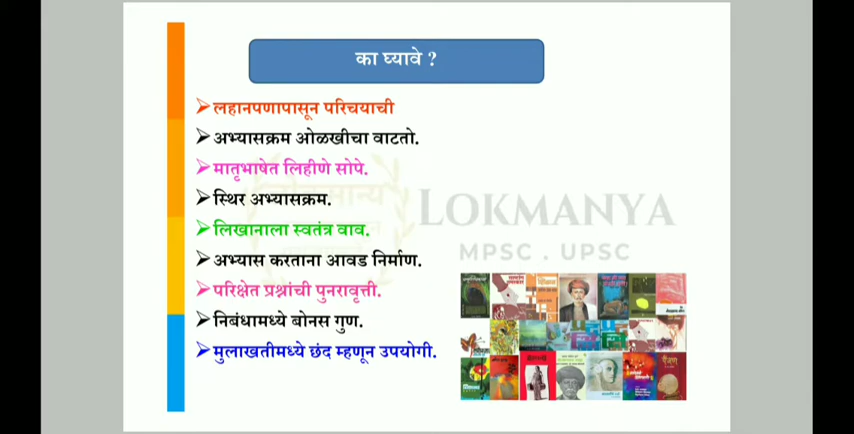 का घ्यावे ?
लहानपणापासून परिचयाची
अभ्यासक्रम ओळखीचा वाटतो.
मातृभाषेत लिहीणे सोपे.
स्थिर अभ्यासक्रम.
लिखानाला स्वतंत्र वाव.
अभ्यास करताना आवड निर्माण.
परिक्षेत प्रश्नांची पुनरावृत्ती.
निबंधामध्ये बोनस गुण.
मुलाखतीमध्ये छंद म्हणून उपयोगी.
LOKMANYA
MPSC . UPSC